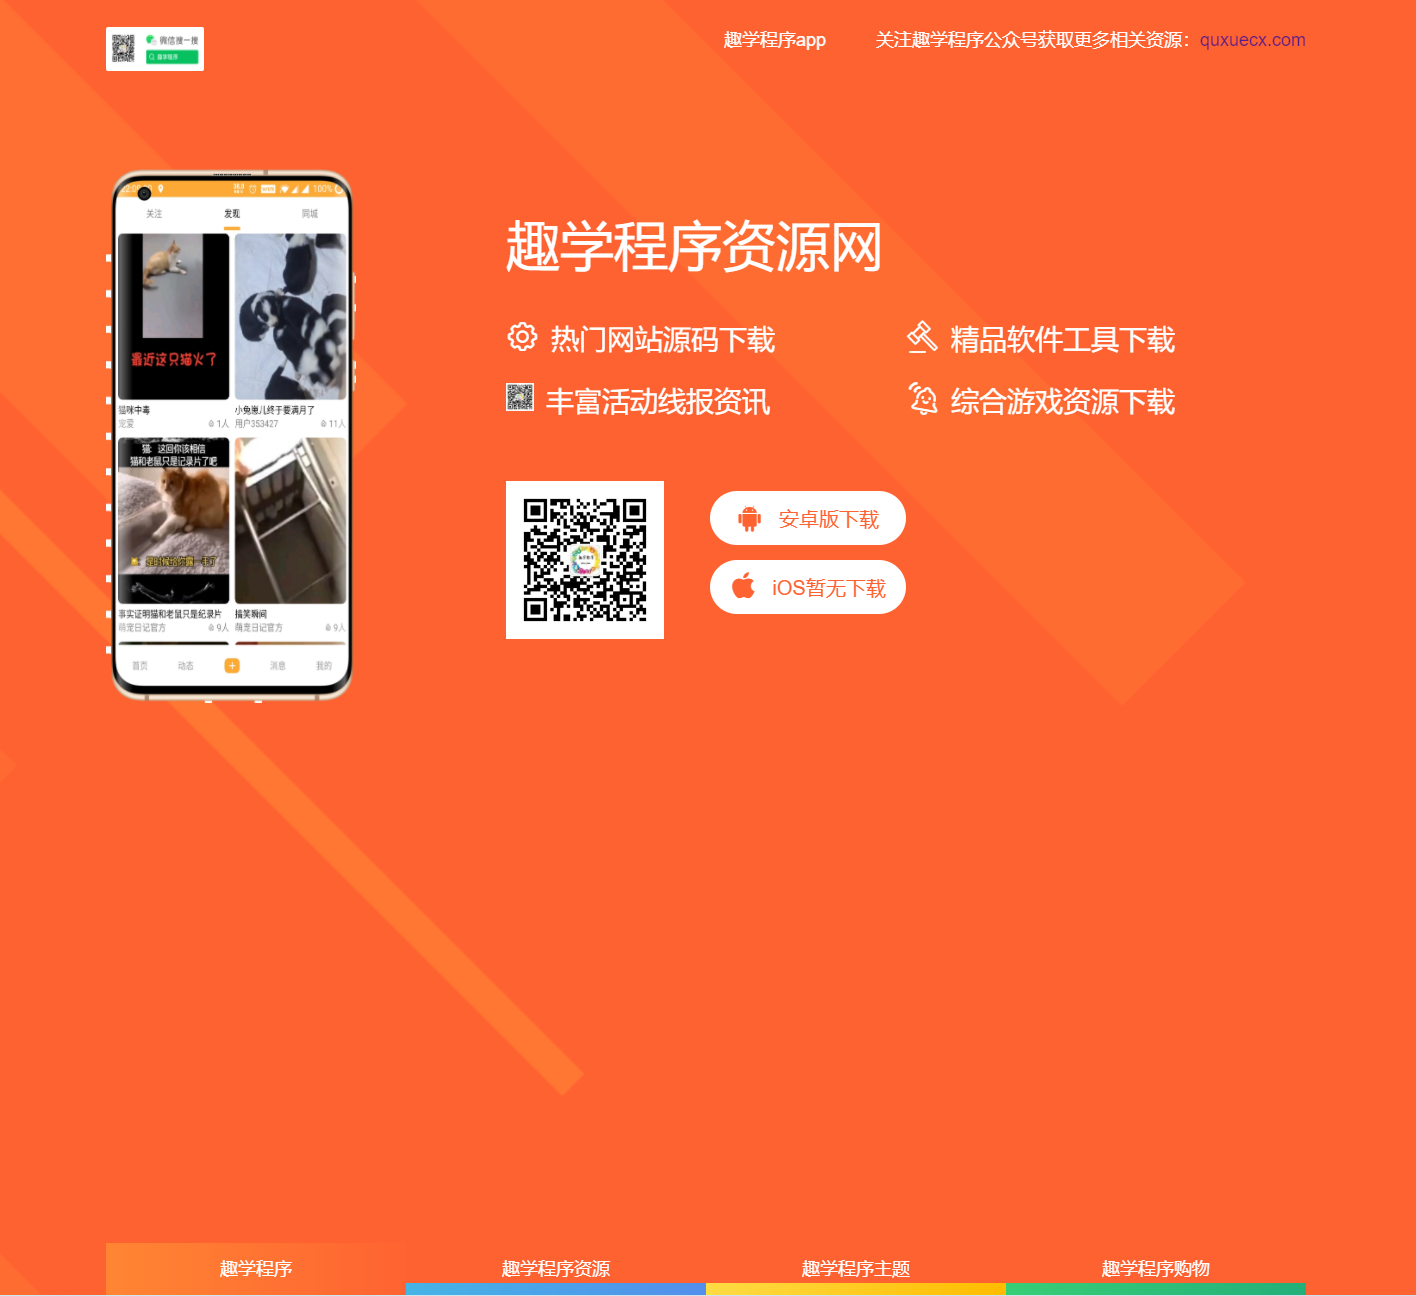 微信搜一搜
趣学程序
趣学程序app
关注趣学程序公众号获取更多相关资源：quxuecx.com
100%
关注
发现
同城
最近这只猫火了
猫咪中毒
宠爱
1人
小兔崽儿终于要满月了
用户353427
11人
猫：这回你该相信
猫和老鼠只是记录片了吧
事实证明猫和老鼠只是纪录片
萌宠日记官方
9人
搞笑瞬间
萌宠日记官方
9人
首页
动态
消息
我的
趣学程序资源网
热门网站源码下载
精品软件工具下载
丰富活动线报资讯
综合游戏资源下载
安卓版下载
iOS暂无下载
趣学程序
趣学程序资源
趣学程序主题
趣学程序购物